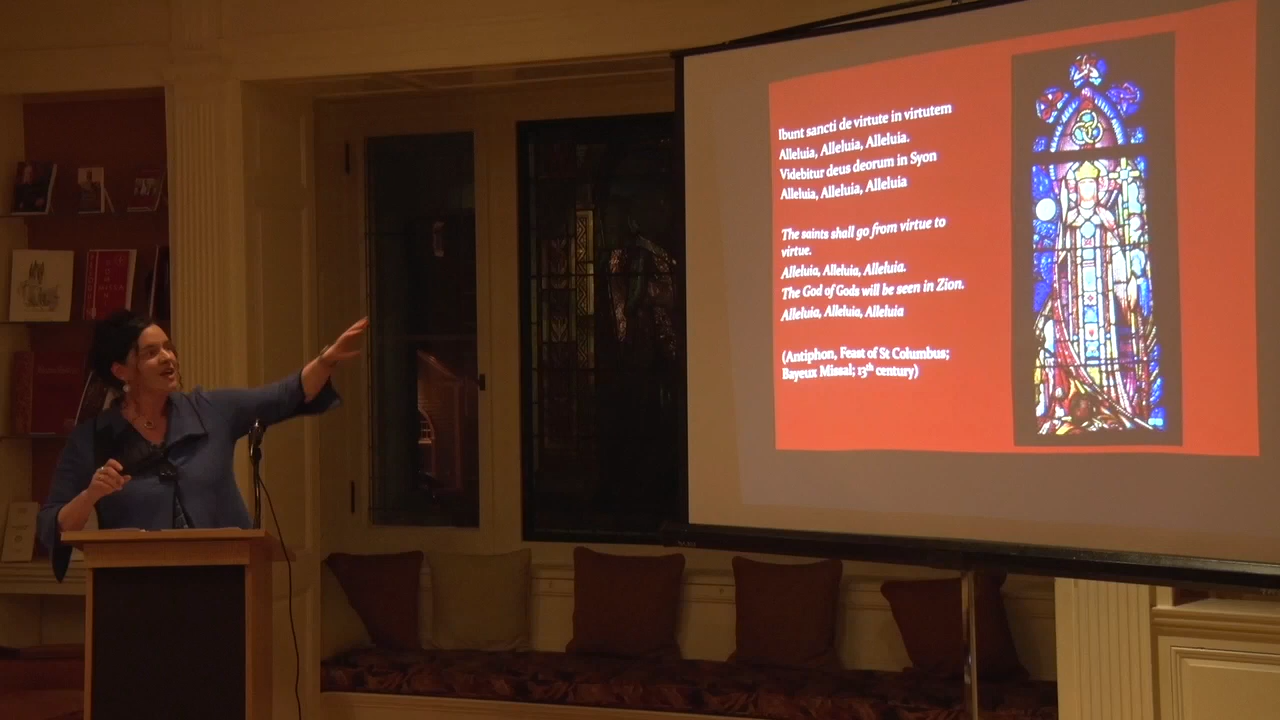 Ibunt sancti de virtute in virtutem
Alleluia, Alleluia, Alleluia.
Videbitur deus deorum in Syon
Alleluia, Alleluia, Alleluia
The saints shall go from virtue to
virtue.
Alleluia, Alleluia, Alleluia.
The God of Gods will be seen in Zion.
Alleluia, Alleluia, Alleluia
(Antiphon, Feast of St Columbus;
Bayeux Missal; 13th century)